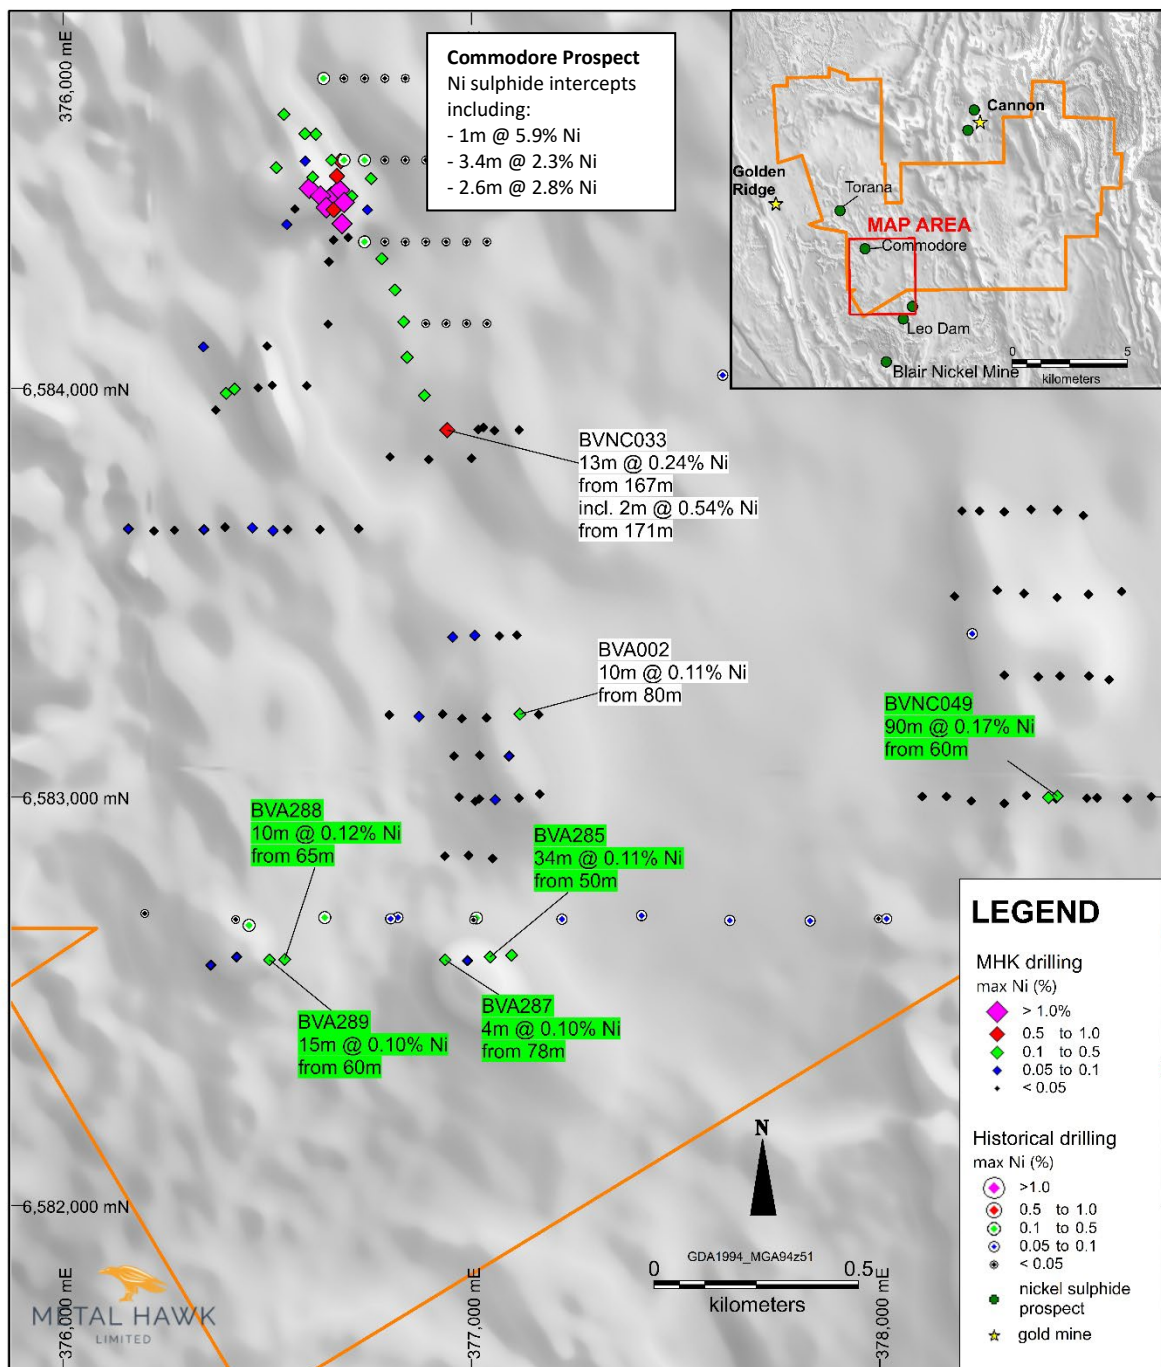 376,000 mE
377,000 mE
Commodore Prospect
Ni sulphide intercepts
including:
- 1m @ 5.9% Ni
- 3.4m @ 2.3% Ni
- 2.6m @ 2.8% Ni
Cannon
Golden
Ridge
Torana
MAP AREA
Commodore
Leo Dam
Blair Nickel Mine
0 5
kilometers
6,584,000 mN
BVNC033
13m @ 0.24% Ni
from 167m
incl. 2m @ 0.54% Ni
from 171m
BVA002
10m @ 0.11% Ni
from 80m
BVNC049
90m @ 0.17% Ni
from 60m
6,583,000 mN
BVA288
10m @ 0.12% Ni
from 65m
BVA285
34m @ 0.11% Ni
from 50m
BVA289
15m @ 0.10% Ni
from 60m
BVA287
4m @ 0.10% Ni
from 78m
LEGEND
MHK drilling
max Ni (%)
> 1.0%
0.5 to 1.0
0.1 to 0.5
0.05 to 0.1
< 0.05
Historical drilling
max Ni (%)
>1.0
0.5 to 1.0
0.1 to 0.5
0.05 to 0.1
< 0.05
nickel sulphide
prospect
gold mine
6,582,000 mN
N
GDA1994_MGA94z51
0 0.5
kilometers
METAL HAWK
LIMITED
376,000 mE
377,000 mE
378,000 mE